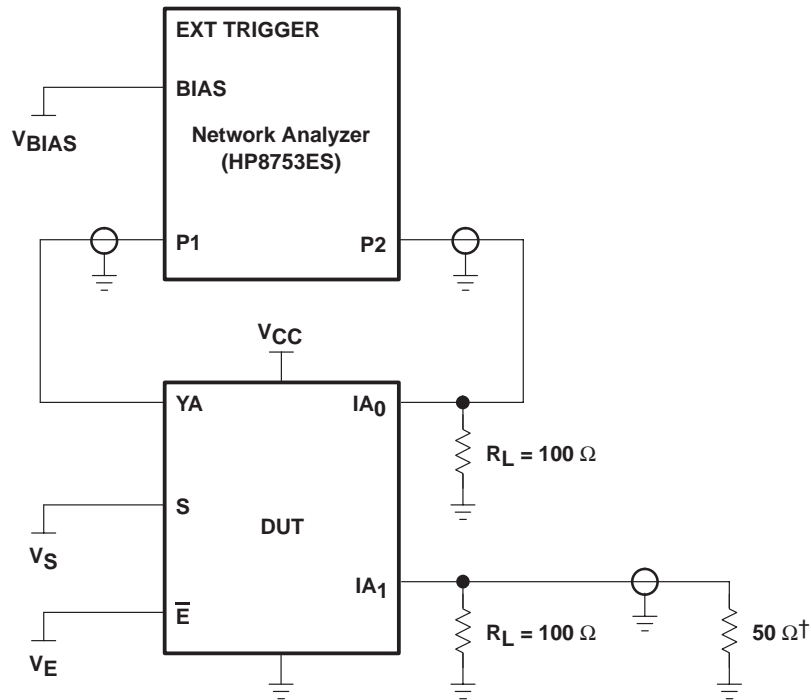 EXT TRIGGER
BIAS
VBIAS
Network Analyzer
(HP8753ES)
P1
P2
VCC
YA
IA0
RL = 100 Ω
S
DUT
VS
IA1
E̅
RL = 100 Ω
50 Ω†
VE